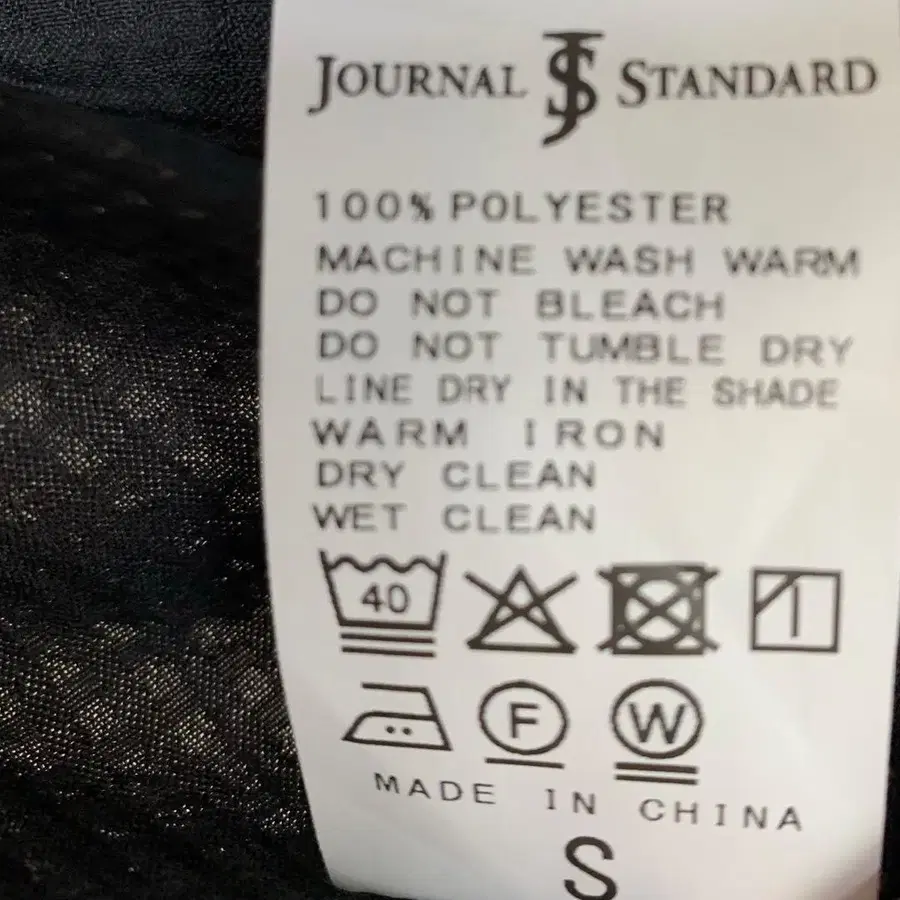 JOURNAL JS STANDARD
100% POLYESTER
MACHINE WASH WARM
DO NOT BLEACH
DO NOT TUMBLE DRY
LINE DRY IN THE SHADE
WARM IRON
DRY CLEAN
WET CLEAN
40
F W
MADE IN CHINA
S